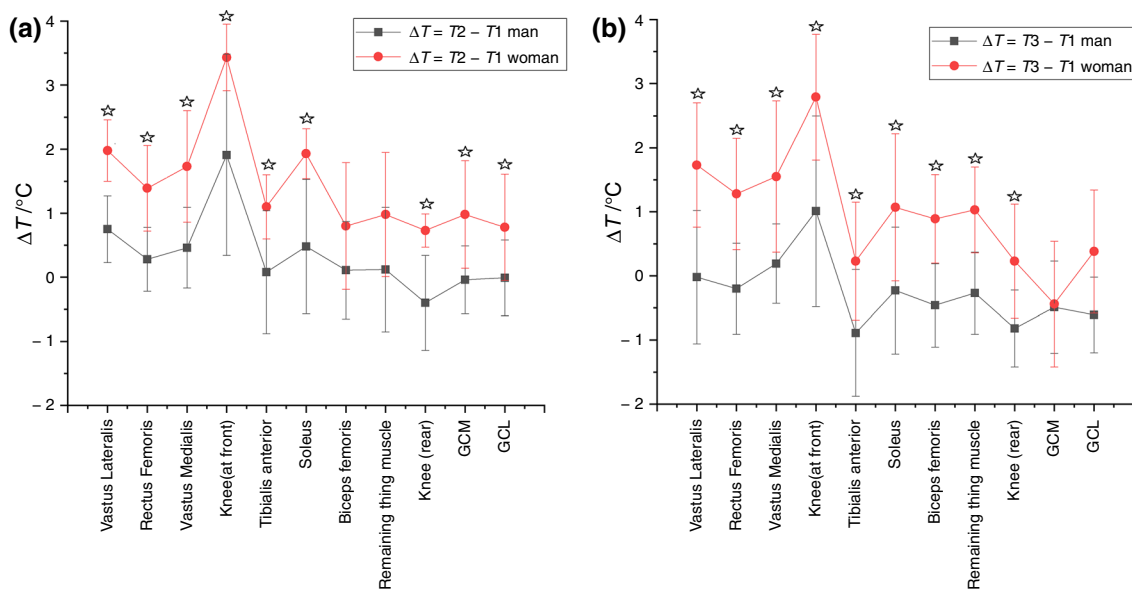 (a)
4
3
2
1
0
− 1
− 2
ΔT /°C
ΔT = T2 − T1 man
ΔT = T2 − T1 woman
Vastus Lateralis
Rectus Femoris
Vastus Medialis
Knee(at front)
Tibialis anterior
Soleus
Biceps femoris
Remaining thing muscle
Knee (rear)
GCM
GCL
(b)
4
3
2
1
0
− 1
− 2
ΔT /°C
ΔT = T3 − T1 man
ΔT = T3 − T1 woman
Vastus Lateralis
Rectus Femoris
Vastus Medialis
Knee(at front)
Tibialis anterior
Soleus
Biceps femoris
Remaining thing muscle
Knee (rear)
GCM
GCL